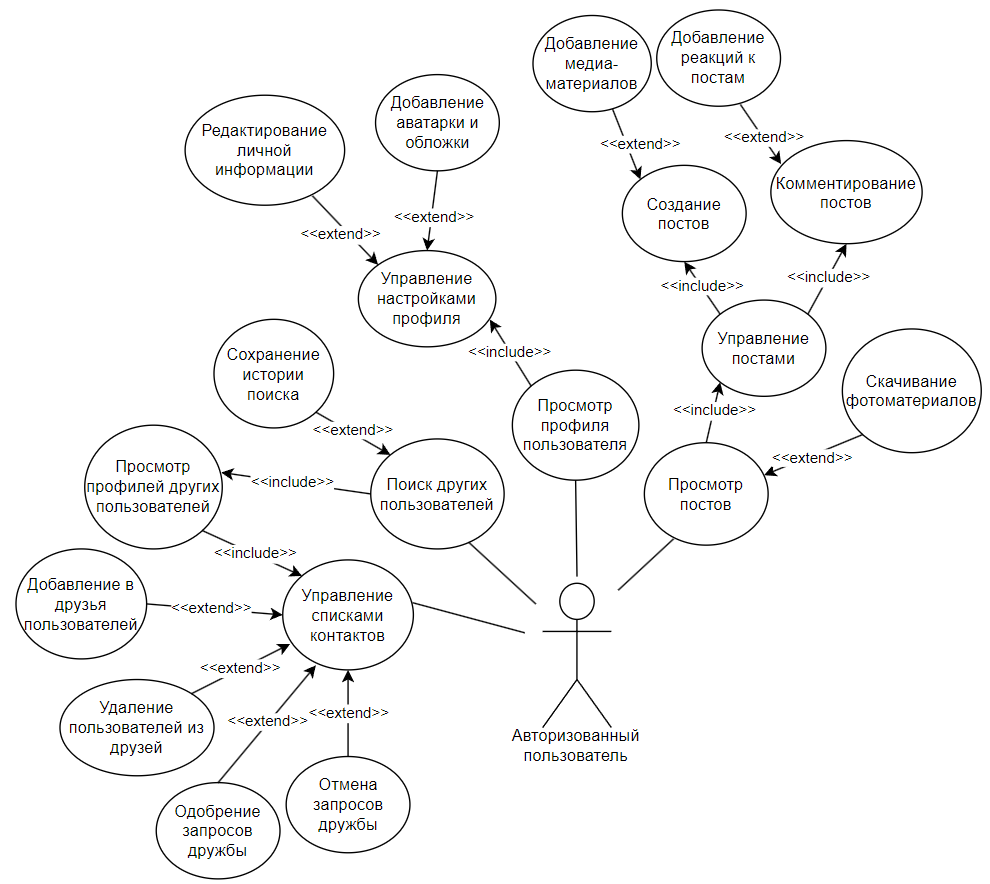 Добавление
медиа-
материалов
Добавление
реакций к
постам
Добавление
аватарки и
обложки
Редактирование
личной
информации
<<extend>>
<<extend>>
Создание
постов
Комментирование
постов
<<extend>>
<<extend>>
Управление
настройками
профиля
<<include>>
<<include>>
Управление
постами
Сохранение
истории
поиска
<<include>>
Просмотр
профиля
пользователя
Скачивание
фотоматериалов
<<include>>
<<extend>>
<<extend>>
Просмотр
профилей других
пользователей
<<include>>
Поиск других
пользователей
Просмотр
постов
<<include>>
Добавление в
друзья
пользователей
<<extend>>
Управление
списками
контактов
<<extend>>
Удаление
пользователей из
друзей
<<extend>>
<<extend>>
Авторизованный
пользователь
Одобрение
запросов
дружбы
Отмена
запросов
дружбы